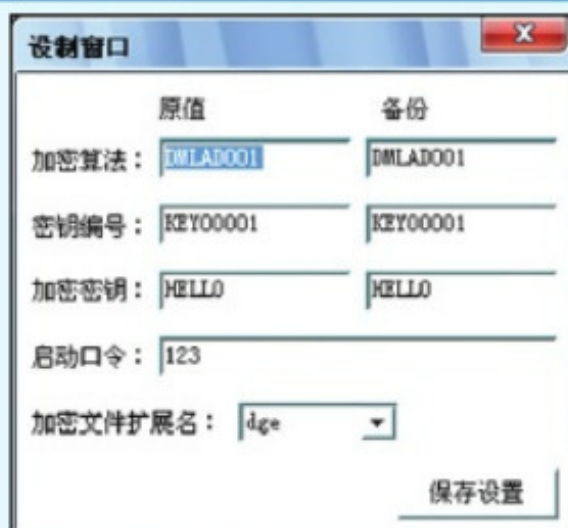 设制窗口
原值 备份
加密算法： DMLAD001 DMLAD001
密钥编号： KEY00001 KEY00001
加密密钥： HELLO HELLO
启动口令： 123
加密文件扩展名： dge
保存设置